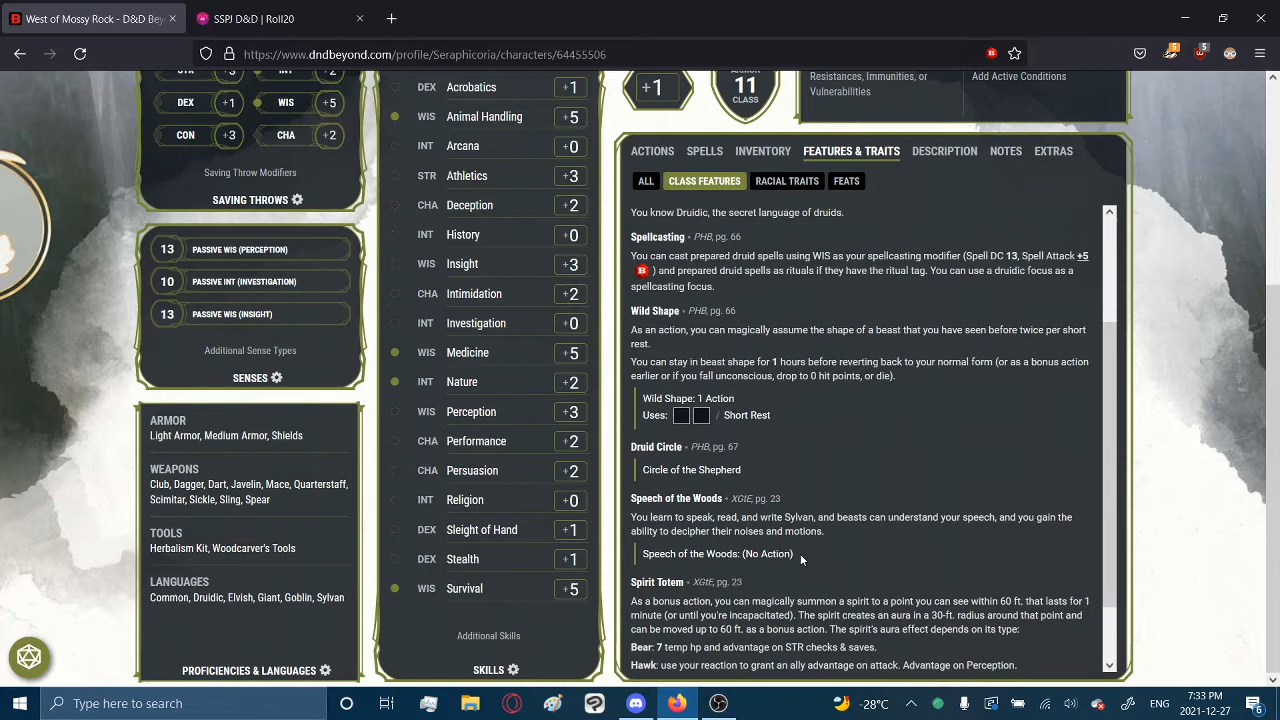 West of Mossy Rock - D&D Bey
SSPJ D&D | Roll20
https://www.dndbeyond.com/profile/Seraphicoria/characters/64455506
5
5
+3
INT
+2
DEX
+1
WIS
+5
CON
+3
CHA
+2
Saving Throw Modifiers
SAVING THROWS
13 PASSIVE WIS (PERCEPTION)
10 PASSIVE INT (INVESTIGATION)
13 PASSIVE WIS (INSIGHT)
Additional Sense Types
SENSES
ARMOR
Light Armor, Medium Armor, Shields
WEAPONS
Club, Dagger, Dart, Javelin, Mace, Quarterstaff,
Scimitar, Sickle, Sling, Spear
TOOLS
Herbalism Kit, Woodcarver's Tools
LANGUAGES
Common, Druidic, Elvish, Giant, Goblin, Sylvan
PROFICIENCIES & LANGUAGES
DEX Acrobatics +1
WIS Animal Handling +5
INT Arcana +0
STR Athletics +3
CHA Deception +2
INT History +0
WIS Insight +3
CHA Intimidation +2
INT Investigation +0
WIS Medicine +5
INT Nature +2
WIS Perception +3
CHA Performance +2
CHA Persuasion +2
INT Religion +0
DEX Sleight of Hand +1
DEX Stealth +1
WIS Survival +5
Additional Skills
SKILLS
+1
ARMOR
11
CLASS
Resistances, Immunities, or
Vulnerabilities
Add Active Conditions
ACTIONS SPELLS INVENTORY FEATURES & TRAITS DESCRIPTION NOTES EXTRAS
ALL CLASS FEATURES RACIAL TRAITS FEATS
You know Druidic, the secret language of druids.
Spellcasting • PHB, pg. 66
You can cast prepared druid spells using WIS as your spellcasting modifier (Spell DC 13, Spell Attack +5
B ) and prepared druid spells as rituals if they have the ritual tag. You can use a druidic focus as a
spellcasting focus.
Wild Shape • PHB, pg. 66
As an action, you can magically assume the shape of a beast that you have seen before twice per short
rest.
You can stay in beast shape for 1 hours before reverting back to your normal form (or as a bonus action
earlier or if you fall unconscious, drop to 0 hit points, or die).
Wild Shape: 1 Action
Uses: / Short Rest
Druid Circle • PHB, pg. 67
Circle of the Shepherd
Speech of the Woods • XGtE, pg. 23
You learn to speak, read, and write Sylvan, and beasts can understand your speech, and you gain the
ability to decipher their noises and motions.
Speech of the Woods: (No Action)
Spirit Totem • XGtE, pg. 23
As a bonus action, you can magically summon a spirit to a point you can see within 60 ft. that lasts for 1
minute (or until you're incapacitated). The spirit creates an aura in a 30-ft. radius around that point and
can be moved up to 60 ft. as a bonus action. The spirit's aura effect depends on its type:
Bear: 7 temp hp and advantage on STR checks & saves.
Hawk: use your reaction to grant an ally advantage on attack. Advantage on Perception.
Type here to search
-28°C
ENG
7:33 PM
2021-12-27
6